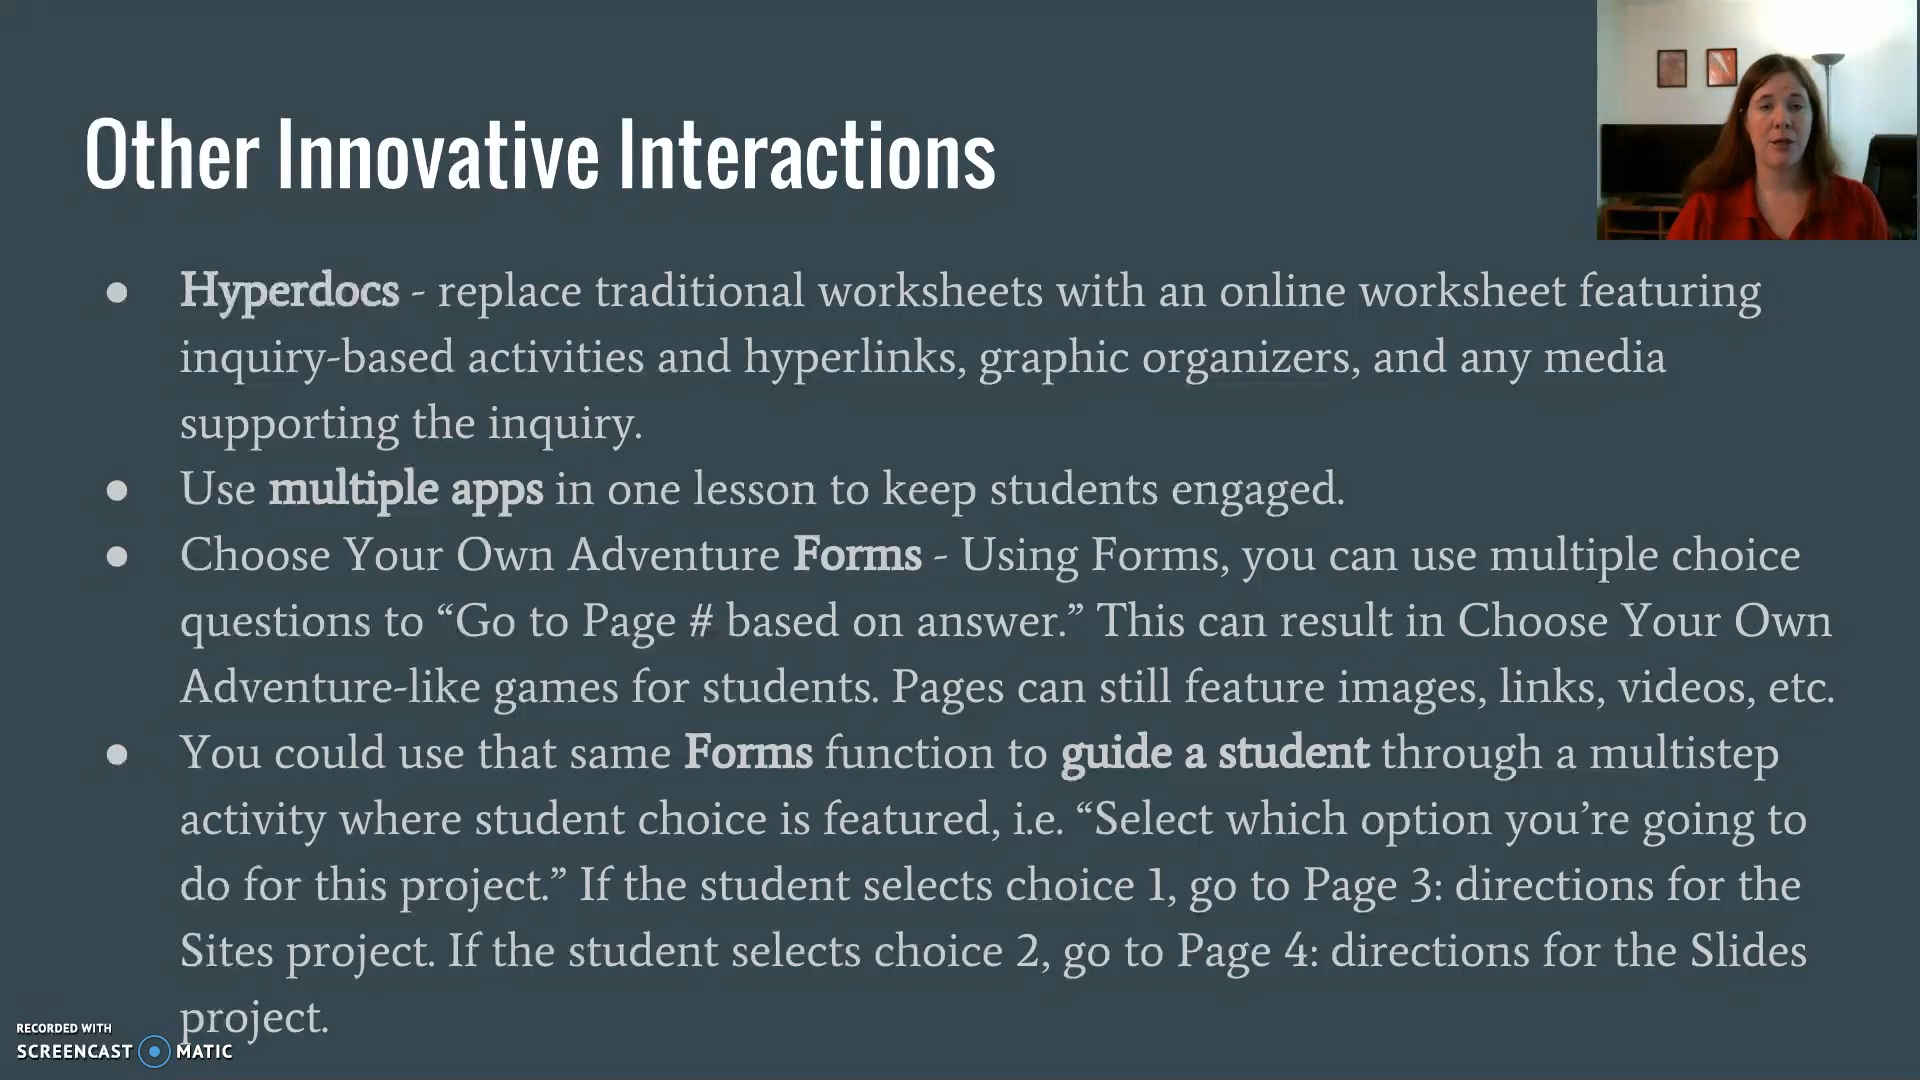 Other Innovative Interactions
● Hyperdocs - replace traditional worksheets with an online worksheet featuring
inquiry-based activities and hyperlinks, graphic organizers, and any media
supporting the inquiry.
● Use multiple apps in one lesson to keep students engaged.
● Choose Your Own Adventure Forms - Using Forms, you can use multiple choice
questions to “Go to Page # based on answer.” This can result in Choose Your Own
Adventure-like games for students. Pages can still feature images, links, videos, etc.
● You could use that same Forms function to guide a student through a multistep
activity where student choice is featured, i.e. “Select which option you’re going to
do for this project.” If the student selects choice 1, go to Page 3: directions for the
Sites project. If the student selects choice 2, go to Page 4: directions for the Slides
project.
RECORDED WITH
SCREENCAST MATIC